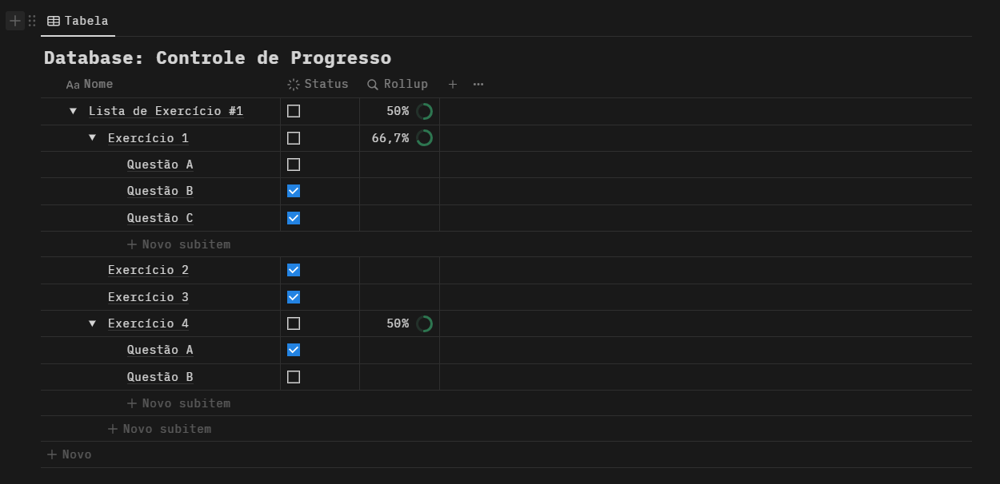 Tabela
Database: Controle de Progresso
Aa Nome Status Rollup
Lista de Exercício #1 50%
Exercício 1 66,7%
Questão A
Questão B
Questão C
Novo subitem
Exercício 2
Exercício 3
Exercício 4 50%
Questão A
Questão B
Novo subitem
Novo subitem
Novo